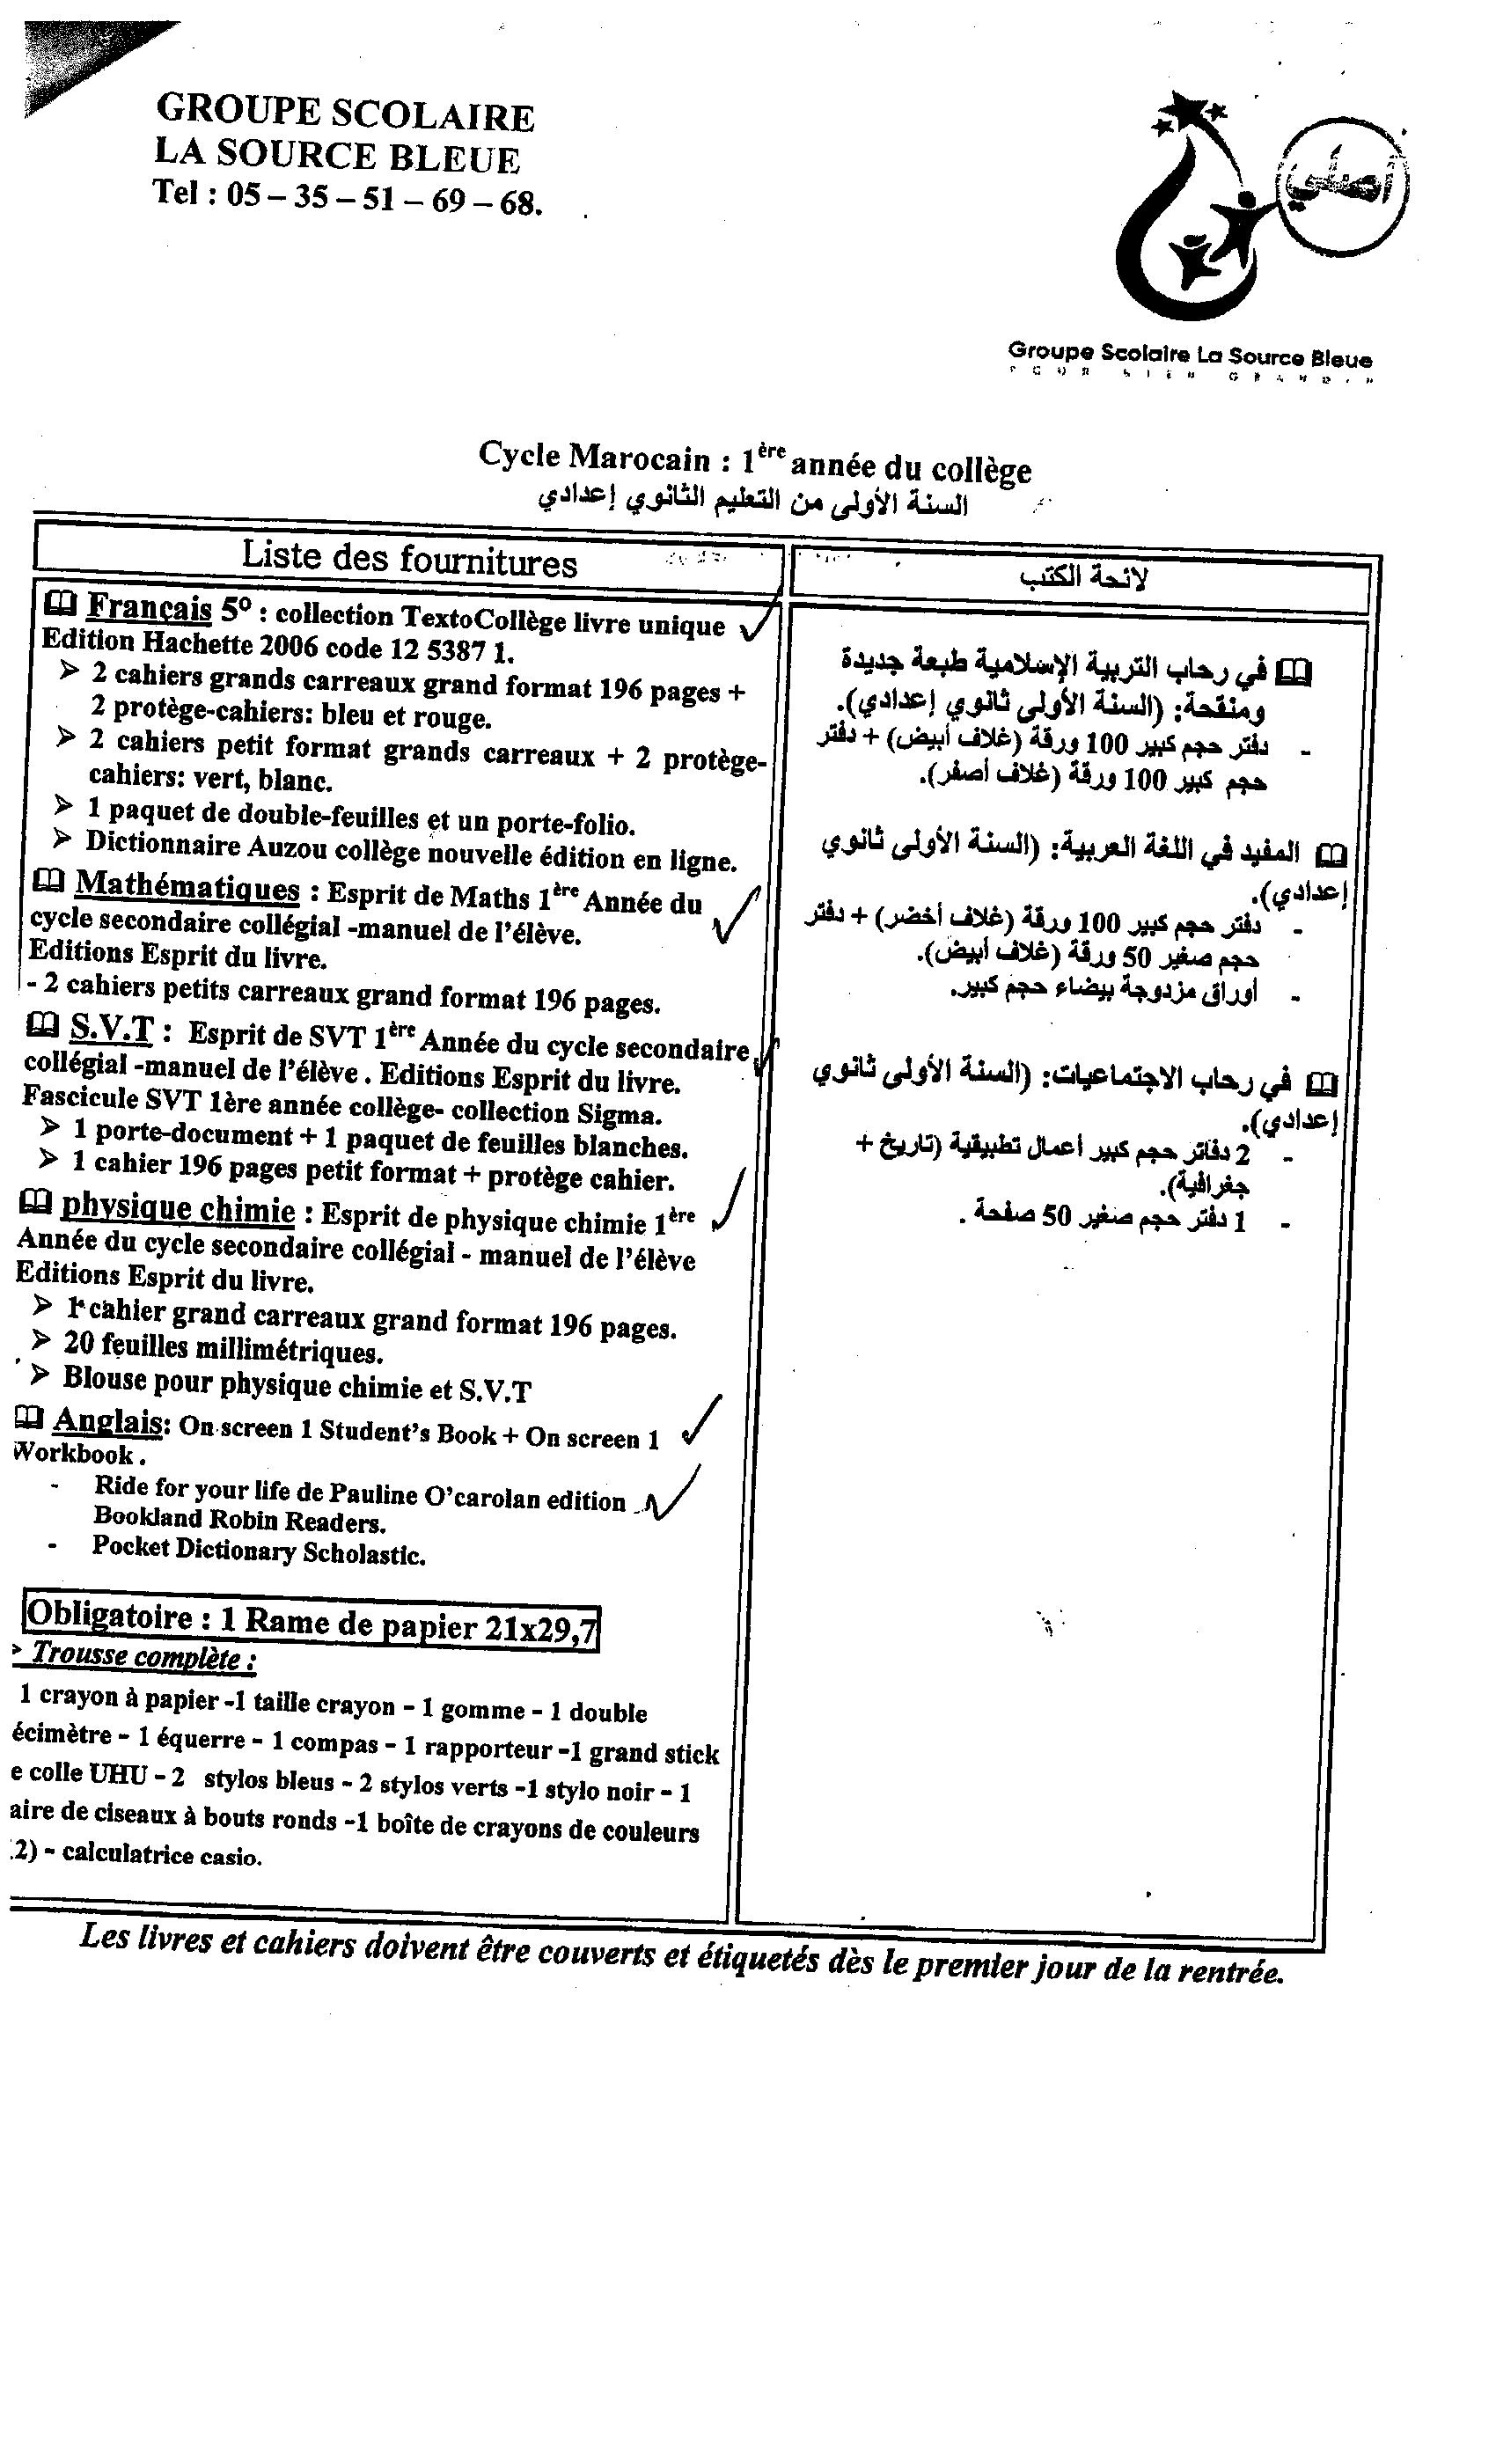 GROUPE SCOLAIRE
LA SOURCE BLEUE
Tel : 05 – 35 – 51 – 69 – 68.
أصلي
Groupe Scolaire La Source Bleue
POUR BIEN GRANDIR
Cycle Marocain : 1ère année du collège
السنة الأولى من التعليم الثانوي إعدادي
Liste des fournitures
Français 5° : collection TextoCollège livre unique
Edition Hachette 2006 code 12 5387 1.
➢ 2 cahiers grands carreaux grand format 196 pages +
2 protège-cahiers: bleu et rouge.
➢ 2 cahiers petit format grands carreaux + 2 protège-
cahiers: vert, blanc.
➢ 1 paquet de double-feuilles et un porte-folio.
➢ Dictionnaire Auzou collège nouvelle édition en ligne.
Mathématiques : Esprit de Maths 1ère Année du
cycle secondaire collégial -manuel de l'élève.
Editions Esprit du livre.
- 2 cahiers petits carreaux grand format 196 pages.
S.V.T : Esprit de SVT 1ère Année du cycle secondaire
collégial -manuel de l'élève . Editions Esprit du livre.
Fascicule SVT 1ère année collège- collection Sigma.
➢ 1 porte-document + 1 paquet de feuilles blanches.
➢ 1 cahier 196 pages petit format + protège cahier.
physique chimie : Esprit de physique chimie 1ère
Année du cycle secondaire collégial - manuel de l'élève
Editions Esprit du livre.
➢ 1 cahier grand carreaux grand format 196 pages.
➢ 20 feuilles millimétriques.
➢ Blouse pour physique chimie et S.V.T
Anglais: On screen 1 Student's Book + On screen 1
Workbook .
- Ride for your life de Pauline O'carolan edition
Bookland Robin Readers.
- Pocket Dictionary Scholastic.
Obligatoire : 1 Rame de papier 21x29,7
➢ Trousse complète :
1 crayon à papier -1 taille crayon – 1 gomme – 1 double
écimètre – 1 équerre – 1 compas – 1 rapporteur -1 grand stick
e colle UHU – 2 stylos bleus – 2 stylos verts -1 stylo noir – 1
aire de ciseaux à bouts ronds -1 boîte de crayons de couleurs
2) – calculatrice casio.
لائحة الكتب
في رحاب التربية الإسلامية طبعة جديدة
ومنقحة: (السنة الأولى ثانوي إعدادي).
- دفتر حجم كبير 100 ورقة (غلاف أبيض) + دفتر
حجم كبير 100 ورقة (غلاف أصفر).
المفيد في اللغة العربية: (السنة الأولى ثانوي
إعدادي).
- دفتر حجم كبير 100 ورقة (غلاف أخضر) + دفتر
حجم صغير 50 ورقة (غلاف أبيض).
- أوراق مزدوجة بيضاء حجم كبير.
في رحاب الاجتماعيات: (السنة الأولى ثانوي
إعدادي).
- 2 دفاتر حجم كبير أعمال تطبيقية (تاريخ +
جغرافية).
- 1 دفتر حجم صغير 50 صفحة .
Les livres et cahiers doivent être couverts et étiquetés dès le premier jour de la rentrée.